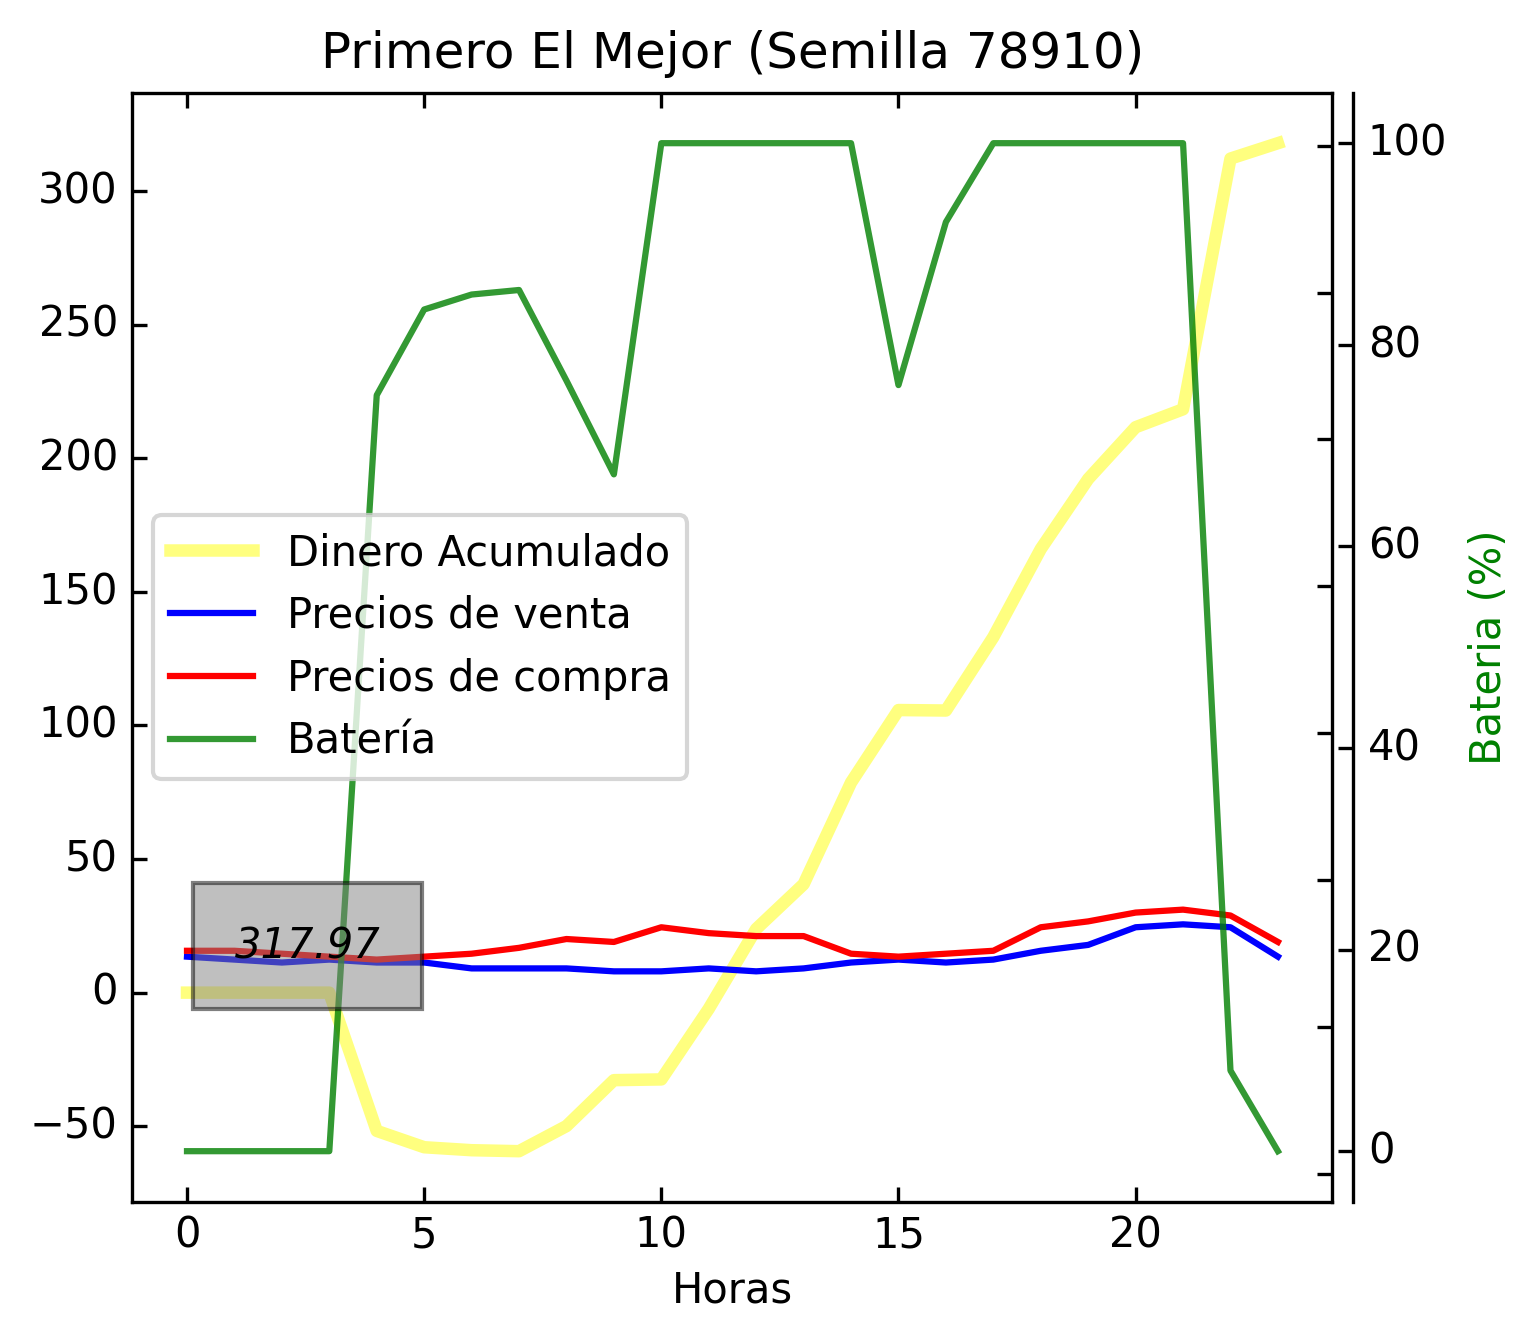 Primero El Mejor (Semilla 78910)
300
250
200
150
100
50
0
−50
100
80
60
40
20
0
Bateria (%)
Dinero Acumulado
Precios de venta
Precios de compra
Batería
317.97
0 5 10 15 20
Horas